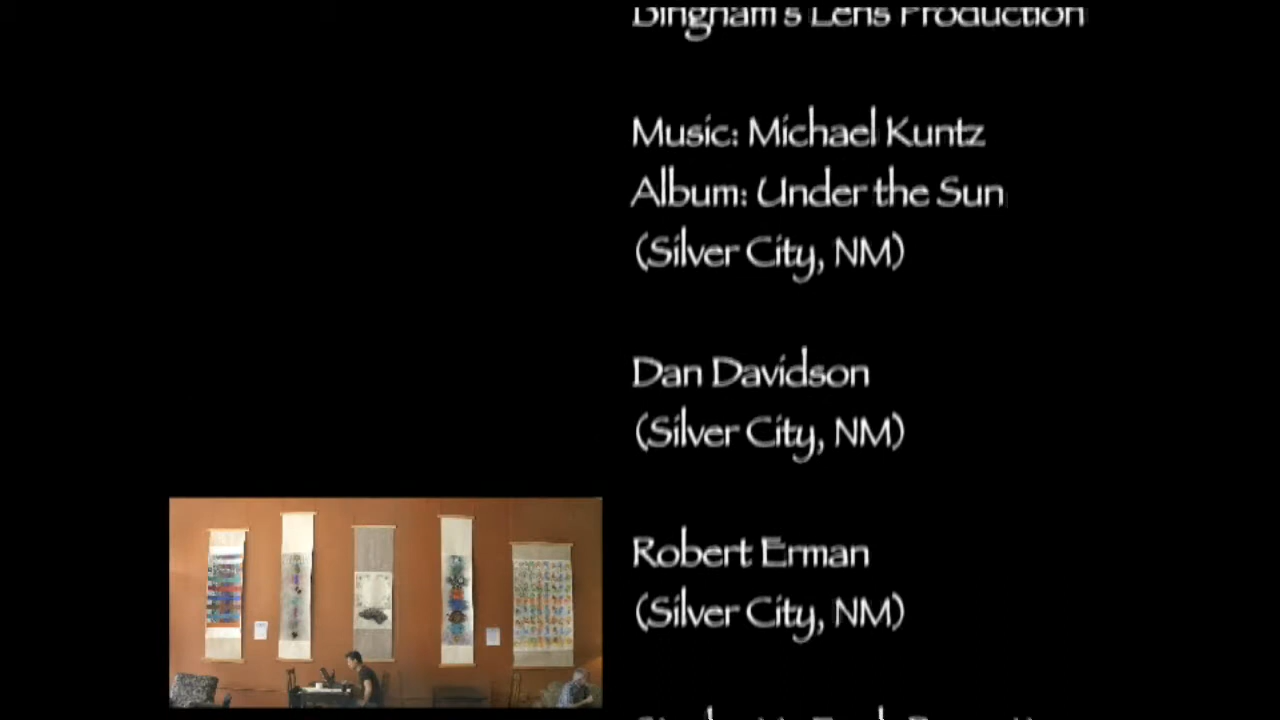 Bingham's Lens Production
Music: Michael Kuntz
Album: Under the Sun
(Silver City, NM)
Dan Davidson
(Silver City, NM)
Robert Erman
(Silver City, NM)